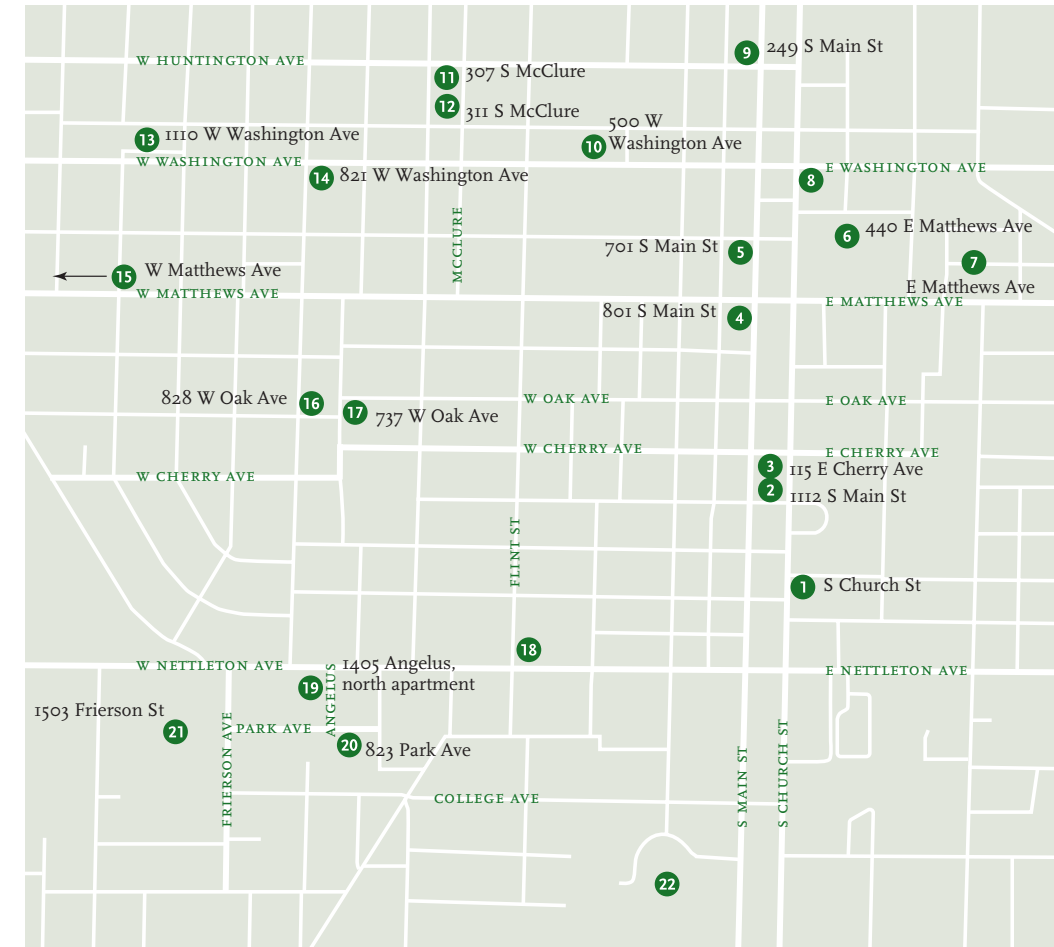 9 249 S Main St
W HUNTINGTON AVE
11 307 S McClure
12 311 S McClure
500 W
10 Washington Ave
13 1110 W Washington Ave
W WASHINGTON AVE
E WASHINGTON AVE
14 821 W Washington Ave
8
MCCLURE
6 440 E Matthews Ave
701 S Main St 5
7
E Matthews Ave
15 W Matthews Ave
W MATTHEWS AVE
E MATTHEWS AVE
801 S Main St 4
828 W Oak Ave 16
W OAK AVE
E OAK AVE
17 737 W Oak Ave
W CHERRY AVE
E CHERRY AVE
3 115 E Cherry Ave
W CHERRY AVE
2 1112 S Main St
FLINT ST
1 S Church St
18
W NETTLETON AVE
1405 Angelus,
north apartment
19
ANGELUS
E NETTLETON AVE
1503 Frierson St
21
FRIERSON AVE
PARK AVE
20 823 Park Ave
S MAIN ST
S CHURCH ST
COLLEGE AVE
22